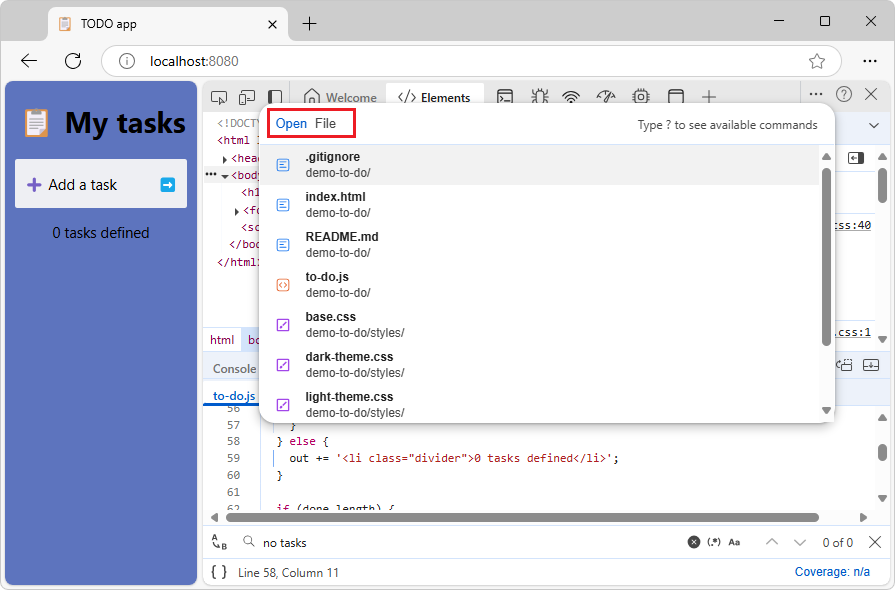 TODO app
localhost:8080
My tasks
Add a task
0 tasks defined
Welcome
Elements
<!DOCT
<html
<head
<body
<h1
<fo
<sc
</bod
</html>
Open File
Type ? to see available commands
.gitignore
demo-to-do/
index.html
demo-to-do/
README.md
demo-to-do/
to-do.js
demo-to-do/
base.css
demo-to-do/styles/
dark-theme.css
demo-to-do/styles/
light-theme.css
demo-to-do/styles/
css:40
.css:1
html
Console
to-do.js
56
57 }
58 } else {
59 out += '<li class="divider">0 tasks defined</li>';
60 }
61
62 if (done.length) {
no tasks
(.*)
Aa
0 of 0
{ } Line 58, Column 11
Coverage: n/a